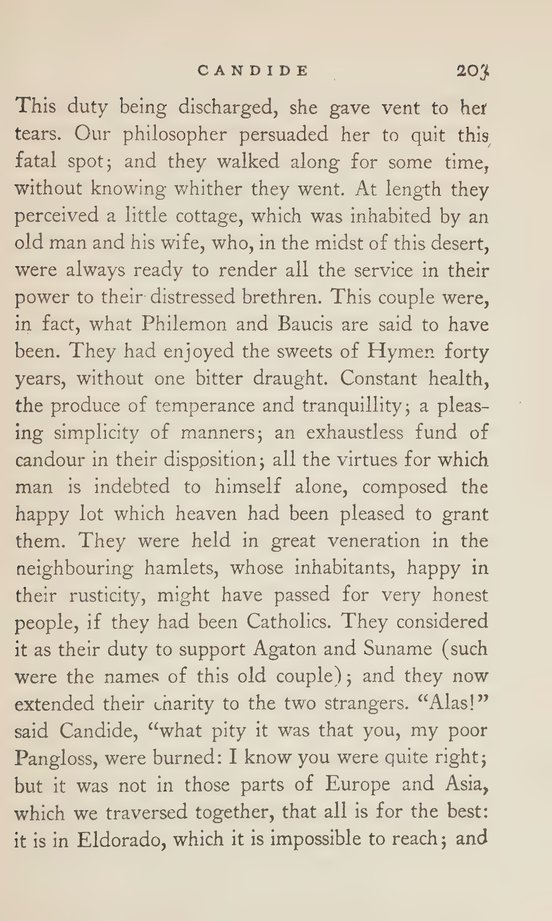 CANDIDE 203
This duty being discharged, she gave vent to her
tears. Our philosopher persuaded her to quit this
fatal spot; and they walked along for some time,
without knowing whither they went. At length they
perceived a little cottage, which was inhabited by an
old man and his wife, who, in the midst of this desert,
were always ready to render all the service in their
power to their distressed brethren. This couple were,
in fact, what Philemon and Baucis are said to have
been. They had enjoyed the sweets of Hymen forty
years, without one bitter draught. Constant health,
the produce of temperance and tranquillity; a pleas-
ing simplicity of manners; an exhaustless fund of
candour in their disposition; all the virtues for which
man is indebted to himself alone, composed the
happy lot which heaven had been pleased to grant
them. They were held in great veneration in the
neighbouring hamlets, whose inhabitants, happy in
their rusticity, might have passed for very honest
people, if they had been Catholics. They considered
it as their duty to support Agaton and Suname (such
were the names of this old couple); and they now
extended their charity to the two strangers. “Alas!”
said Candide, “what pity it was that you, my poor
Pangloss, were burned: I know you were quite right;
but it was not in those parts of Europe and Asia,
which we traversed together, that all is for the best:
it is in Eldorado, which it is impossible to reach; and